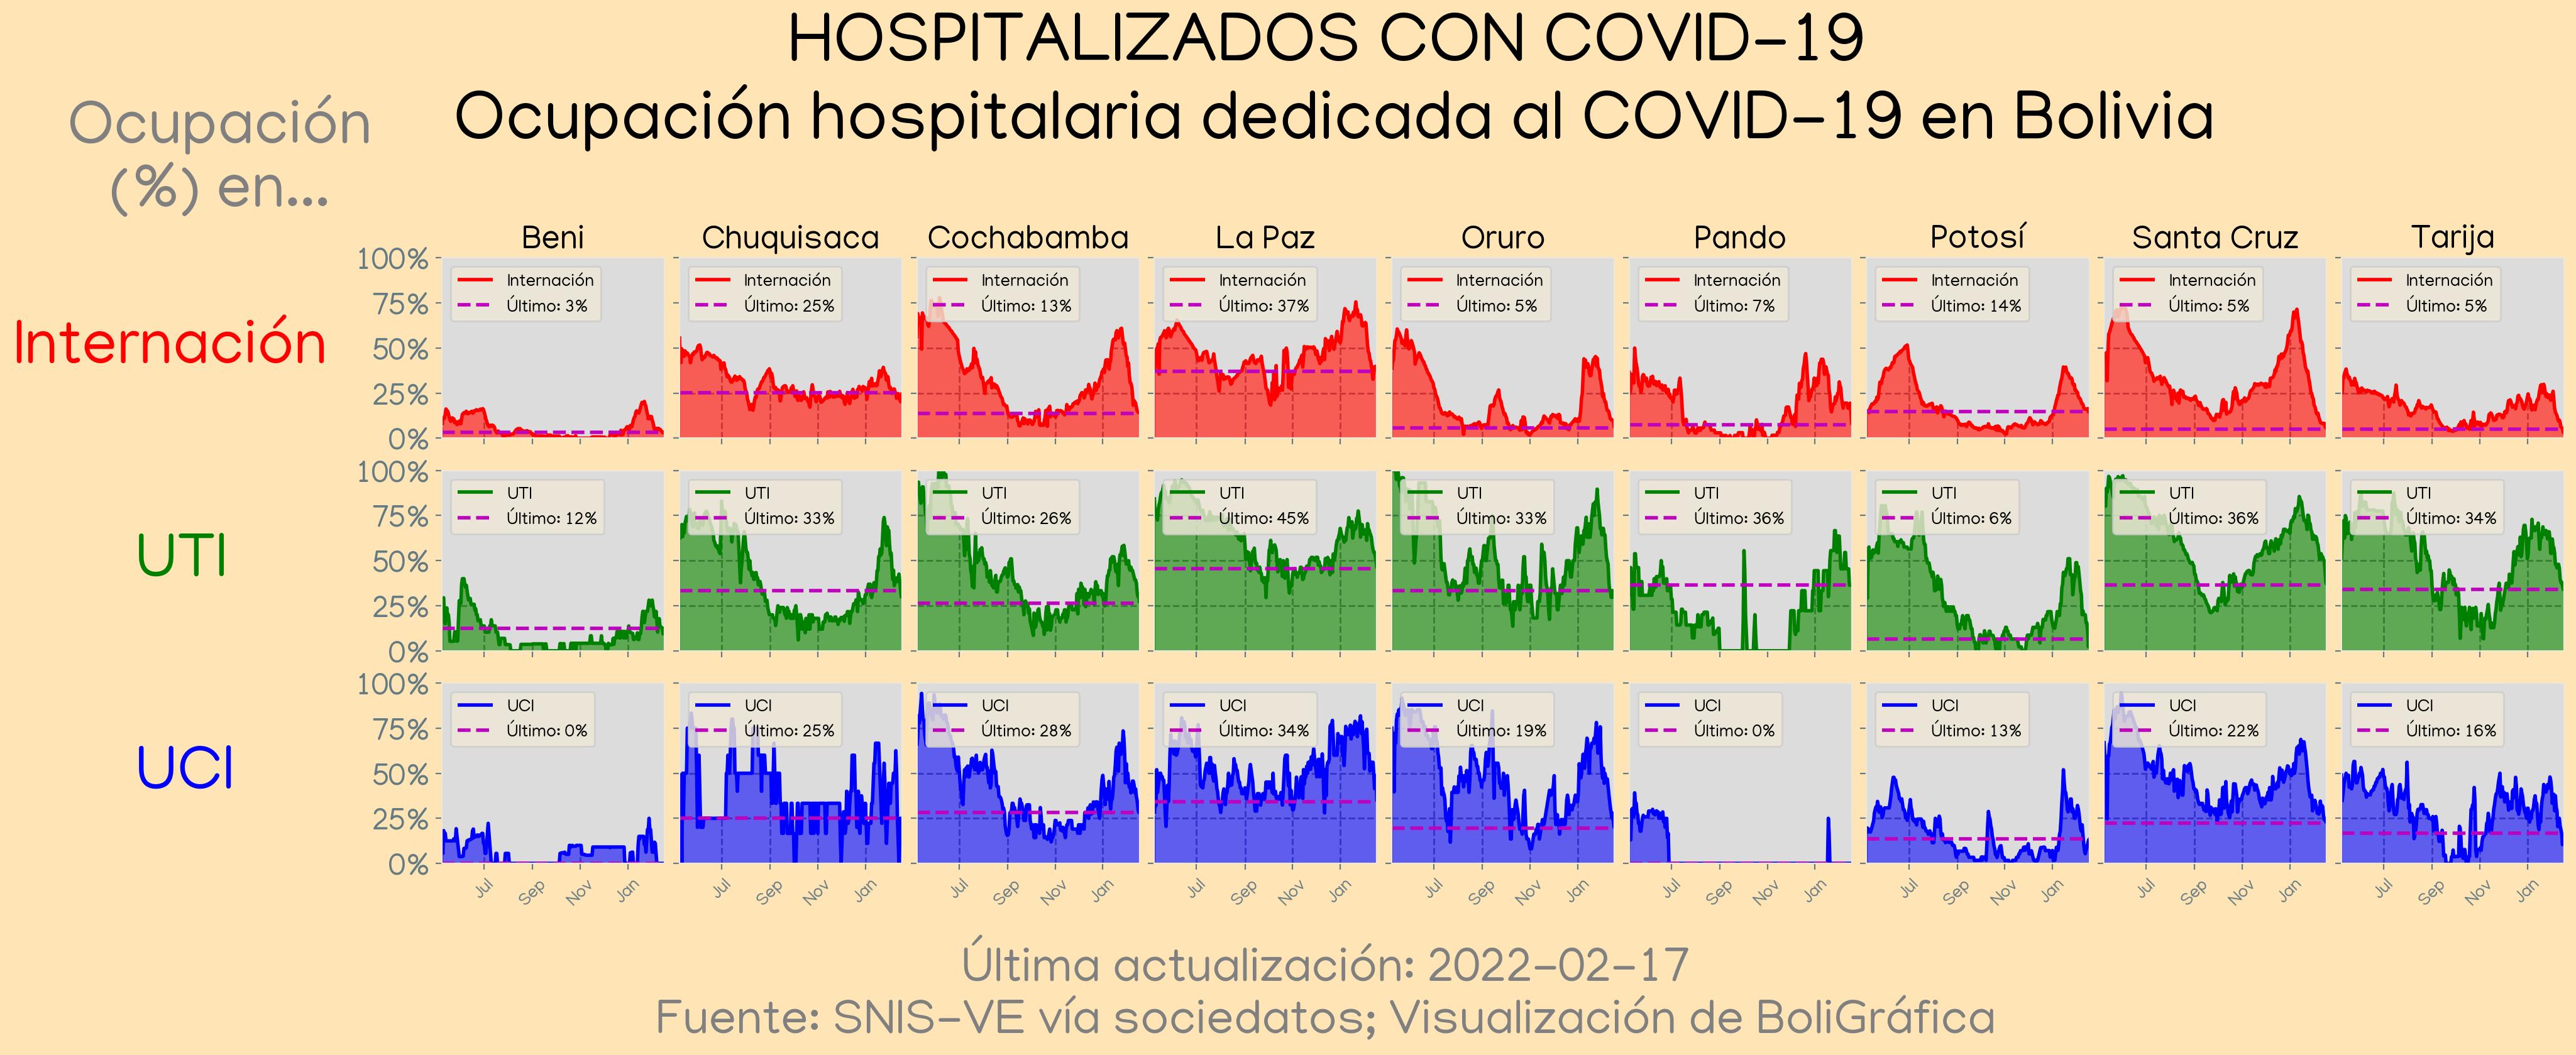 HOSPITALIZADOS CON COVID-19
Ocupación hospitalaria dedicada al COVID-19 en Bolivia
Ocupación
(%) en...
Beni Chuquisaca Cochabamba La Paz Oruro Pando Potosí Santa Cruz Tarija
Internación
100%
75%
50%
25%
0%
Internación
Último: 3%
Internación
Último: 25%
Internación
Último: 13%
Internación
Último: 37%
Internación
Último: 5%
Internación
Último: 7%
Internación
Último: 14%
Internación
Último: 5%
Internación
Último: 5%
UTI
100%
75%
50%
25%
0%
UTI
Último: 12%
UTI
Último: 33%
UTI
Último: 26%
UTI
Último: 45%
UTI
Último: 33%
UTI
Último: 36%
UTI
Último: 6%
UTI
Último: 36%
UTI
Último: 34%
UCI
100%
75%
50%
25%
0%
UCI
Último: 0%
UCI
Último: 25%
UCI
Último: 28%
UCI
Último: 34%
UCI
Último: 19%
UCI
Último: 0%
UCI
Último: 13%
UCI
Último: 22%
UCI
Último: 16%
Jul Sep Nov Jan Jul Sep Nov Jan Jul Sep Nov Jan Jul Sep Nov Jan Jul Sep Nov Jan Jul Sep Nov Jan Jul Sep Nov Jan Jul Sep Nov Jan Jul Sep Nov Jan
Última actualización: 2022-02-17
Fuente: SNIS-VE vía sociedatos; Visualización de BoliGráfica